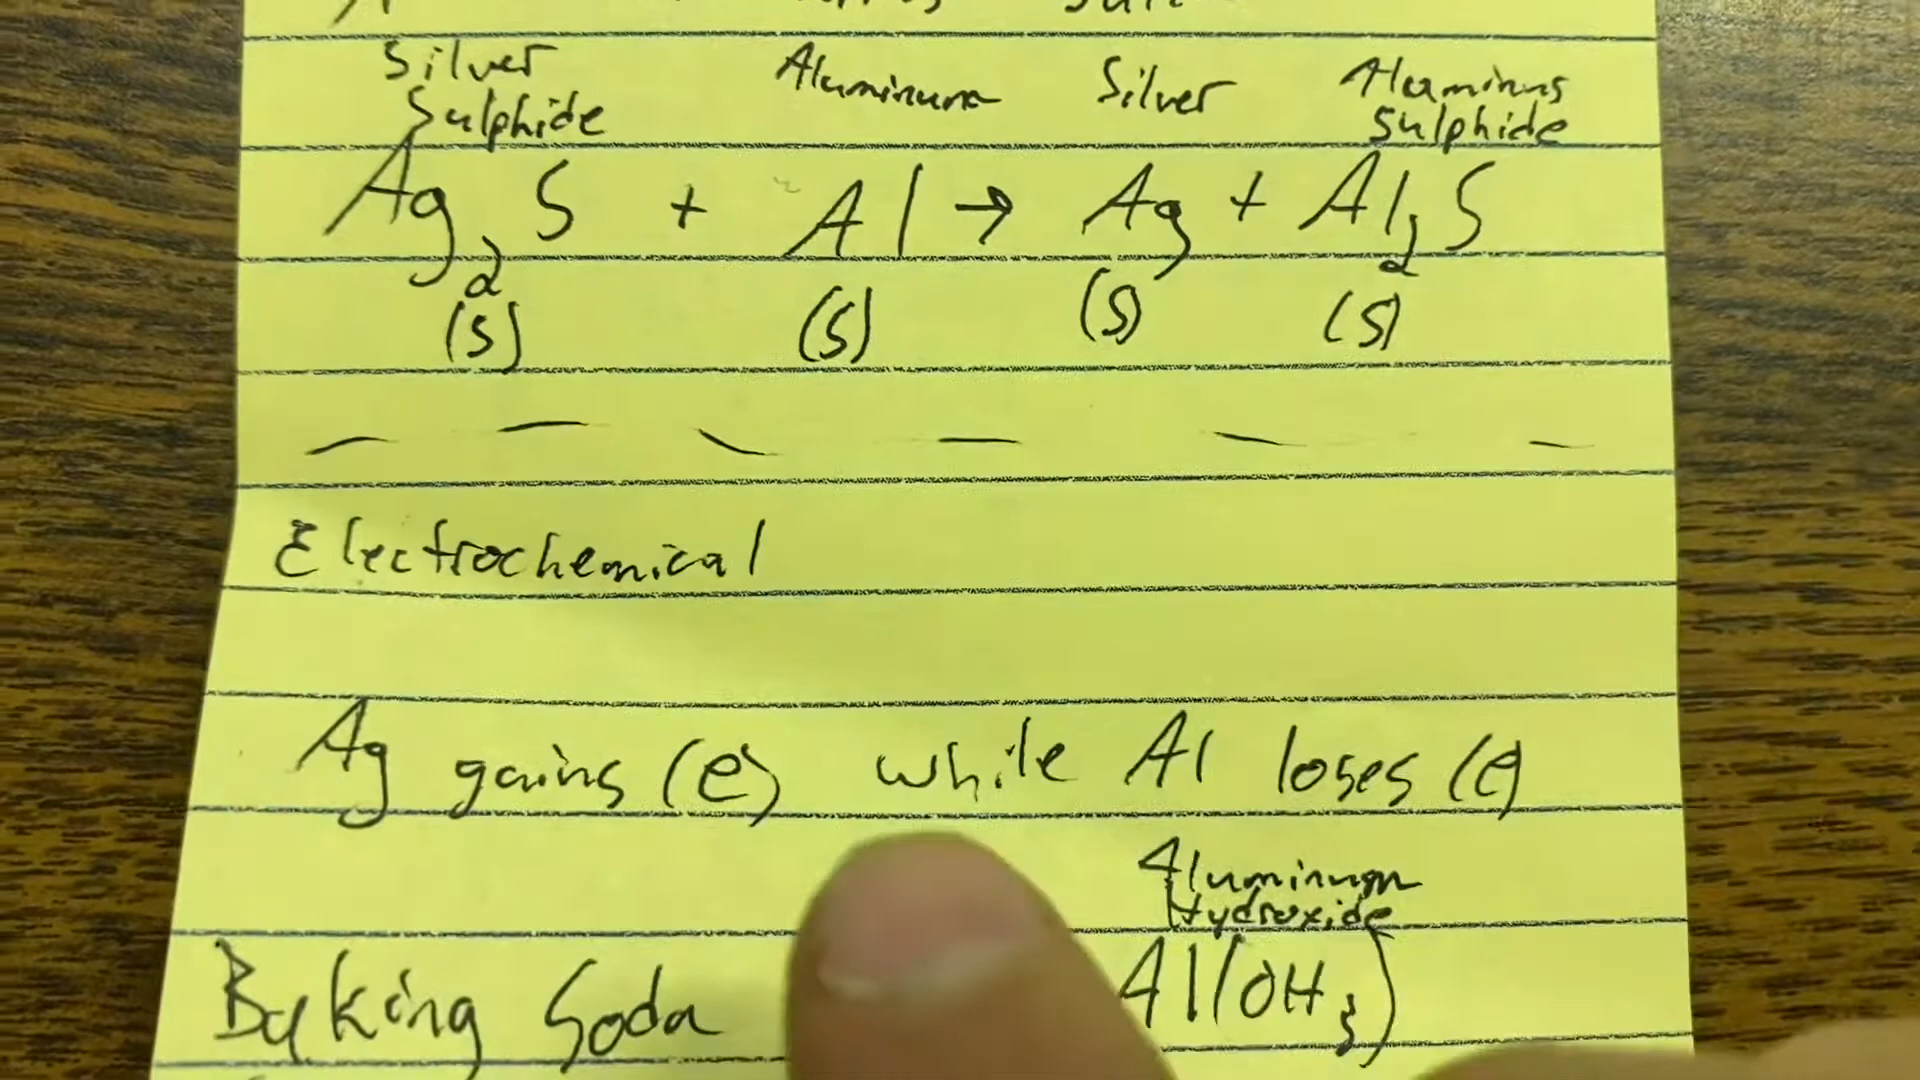 Silver Aluminum Silver Aluminus
Sulphide Sulphide
Ag2S + Al → Ag + Al2S
(s) (s) (s) (s)
Electrochemical
Ag gains (e) while Al loses (e)
Aluminum
Hydroxide
Baking Soda Al(OH3)